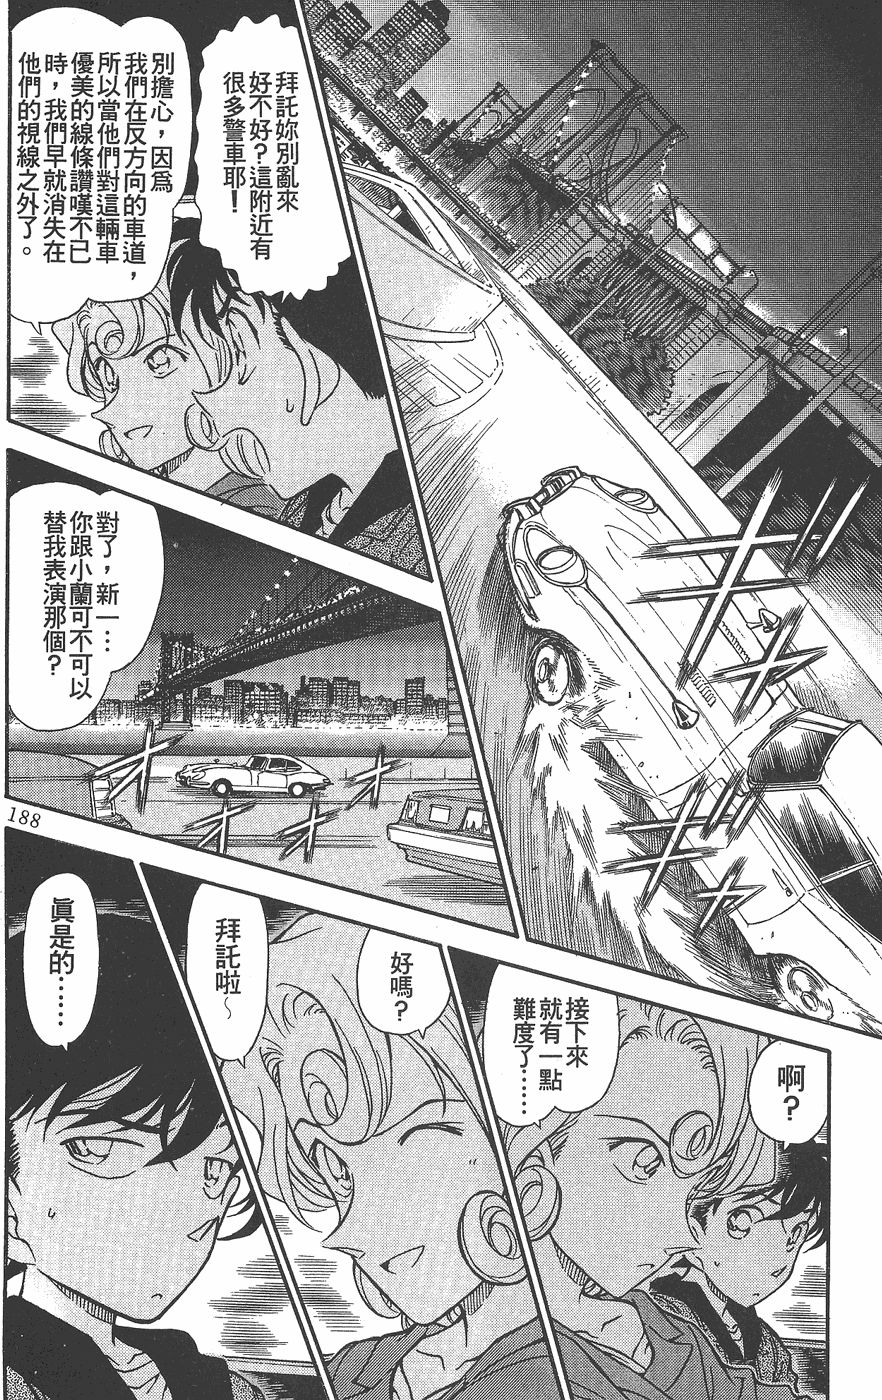 拜託妳別亂來
好不好？這附近有
很多警車耶！
別擔心，因為
我們在反方向的車道，
所以當他們對這輛車
優美的線條讚嘆不已
時，我們早就消失在
他們的視線之外了。
對了，新一…
你跟小蘭可不可以
替我表演那個？
188
啊？
接下來
就有一點
難度了……
好嗎？
拜託啦～
眞是的……